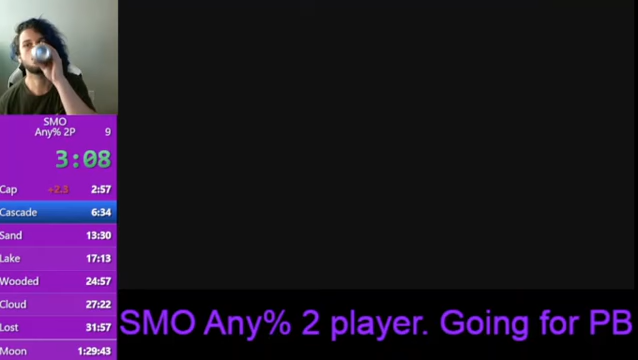 SMO
Any% 2P 9
3:08
Cap +2.3 2:57
Cascade 6:34
Sand 13:30
Lake 17:13
Wooded 24:57
Cloud 27:22
Lost 31:57
Moon 1:29:43
SMO Any% 2 player. Going for PB